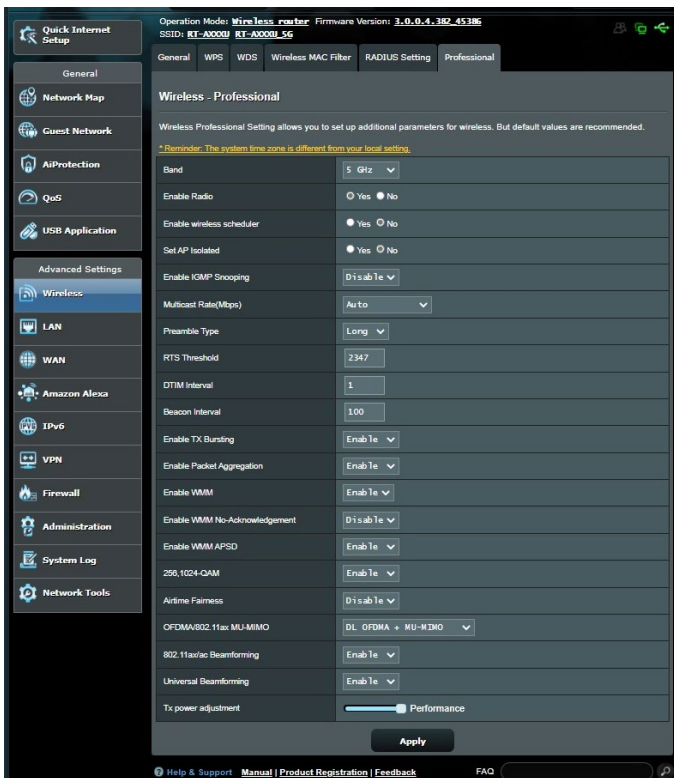 Quick Internet
Setup
Operation Mode: Wireless router Firmware Version: 3.0.0.4.382_45386
SSID: RT-AXXXU RT-AXXXU_5G
General WPS WDS Wireless MAC Filter RADIUS Setting Professional
General
Network Map
Guest Network
AiProtection
QoS
USB Application
Advanced Settings
Wireless
LAN
WAN
Amazon Alexa
IPv6
VPN
Firewall
Administration
System Log
Network Tools
Wireless - Professional
Wireless Professional Setting allows you to set up additional parameters for wireless. But default values are recommended.
* Reminder: The system time zone is different from your local setting.
Band 5 GHz
Enable Radio Yes No
Enable wireless scheduler Yes No
Set AP Isolated Yes No
Enable IGMP Snooping Disable
Multicast Rate(Mbps) Auto
Preamble Type Long
RTS Threshold 2347
DTIM Interval 1
Beacon Interval 100
Enable TX Bursting Enable
Enable Packet Aggregation Enable
Enable WMM Enable
Enable WMM No-Acknowledgement Disable
Enable WMM APSD Enable
256,1024-QAM Enable
Airtime Fairness Disable
OFDMA/802.11ax MU-MIMO DL OFDMA + MU-MIMO
802.11ax/ac Beamforming Enable
Universal Beamforming Enable
Tx power adjustment Performance
Apply
Help & Support Manual | Product Registration | Feedback FAQ